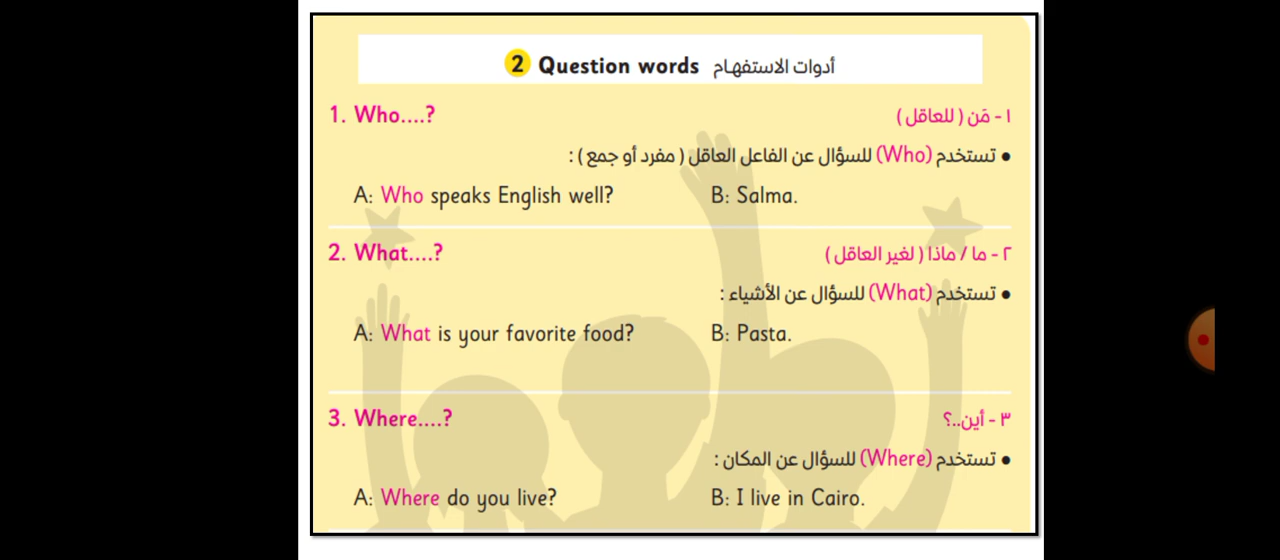 2 Question words أدوات الاستفهام
1. Who....? ١ - مَن ( للعاقل )
• تستخدم (Who) للسؤال عن الفاعل العاقل ( مفرد أو جمع ) :
A: Who speaks English well? B: Salma.
2. What....? ٢ - ما / ماذا ( لغير العاقل )
• تستخدم (What) للسؤال عن الأشياء :
A: What is your favorite food? B: Pasta.
3. Where....? ٣ - أين..؟
• تستخدم (Where) للسؤال عن المكان :
A: Where do you live? B: I live in Cairo.